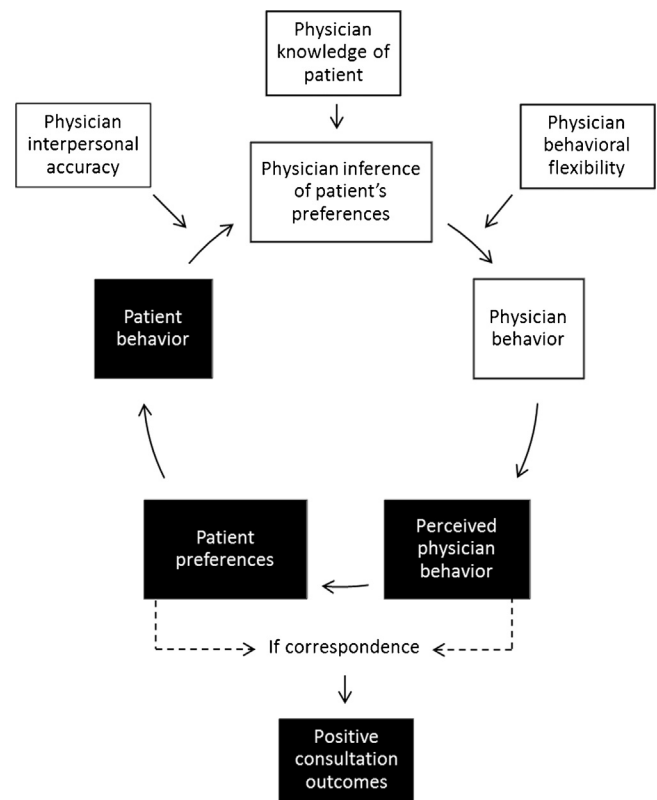 Physician
knowledge of
patient
Physician
interpersonal
accuracy
Physician
behavioral
flexibility
Physician inference
of patient's
preferences
Patient
behavior
Physician
behavior
Patient
preferences
Perceived
physician
behavior
If correspondence
Positive
consultation
outcomes